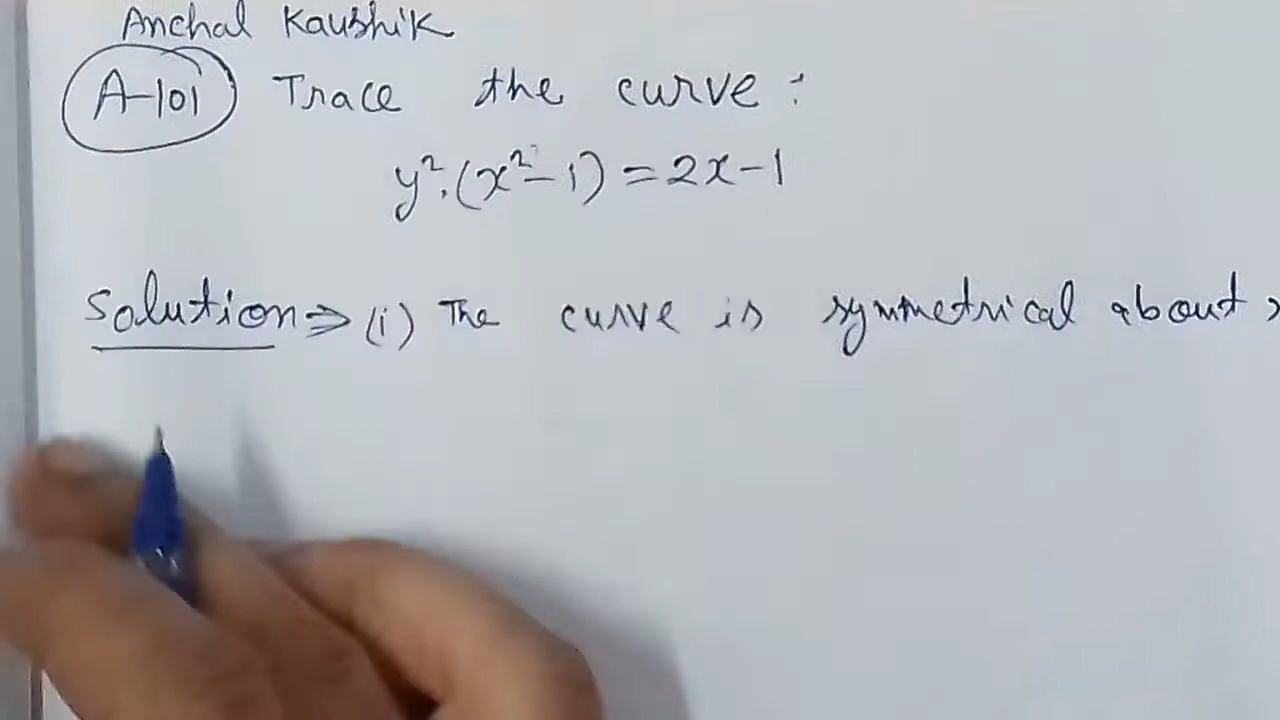 Anchal Kaushik
A-101 Trace the curve :
y².(x²-1) = 2x-1
Solution ⇒ (i) The curve is symmetrical about